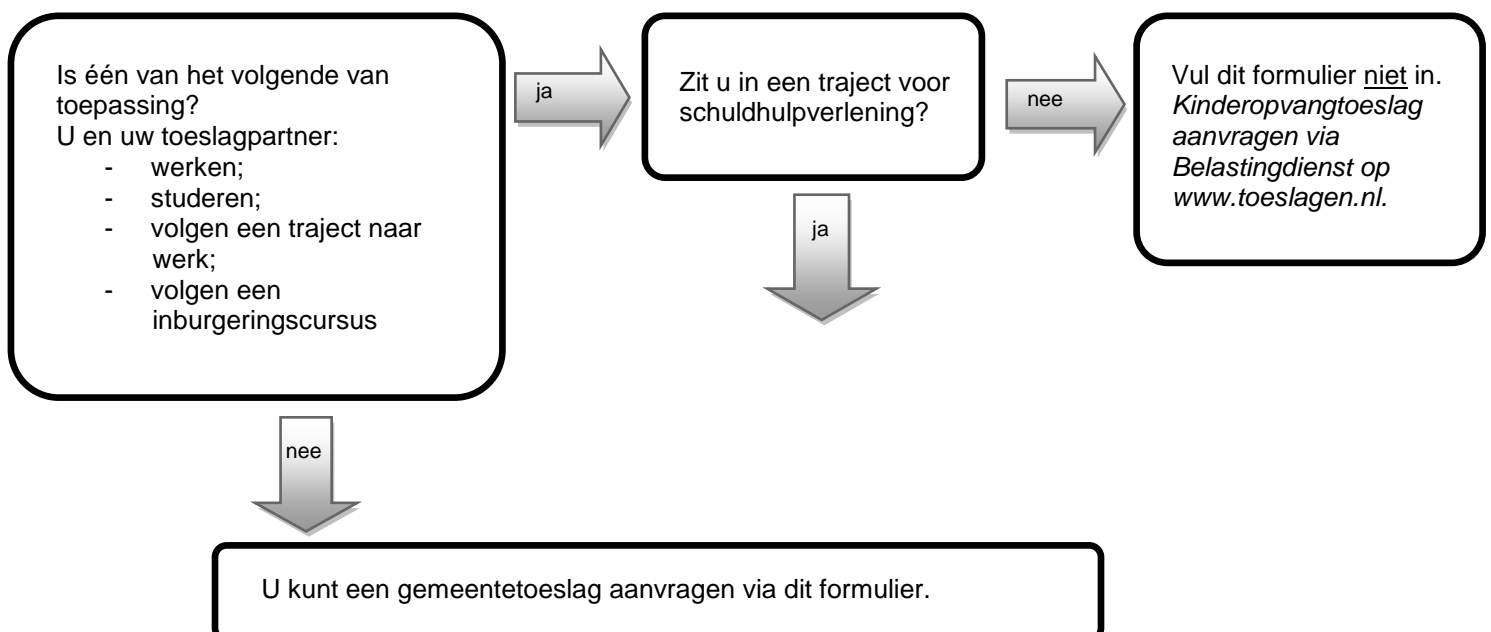 Is één van het volgende van
toepassing?
U en uw toeslagpartner:
- werken;
- studeren;
- volgen een traject naar
werk;
- volgen een
inburgeringscursus
ja
Zit u in een traject voor
schuldhulpverlening?
nee
Vul dit formulier niet in.
Kinderopvangtoeslag
aanvragen via
Belastingdienst op
www.toeslagen.nl.
ja
nee
U kunt een gemeentetoeslag aanvragen via dit formulier.